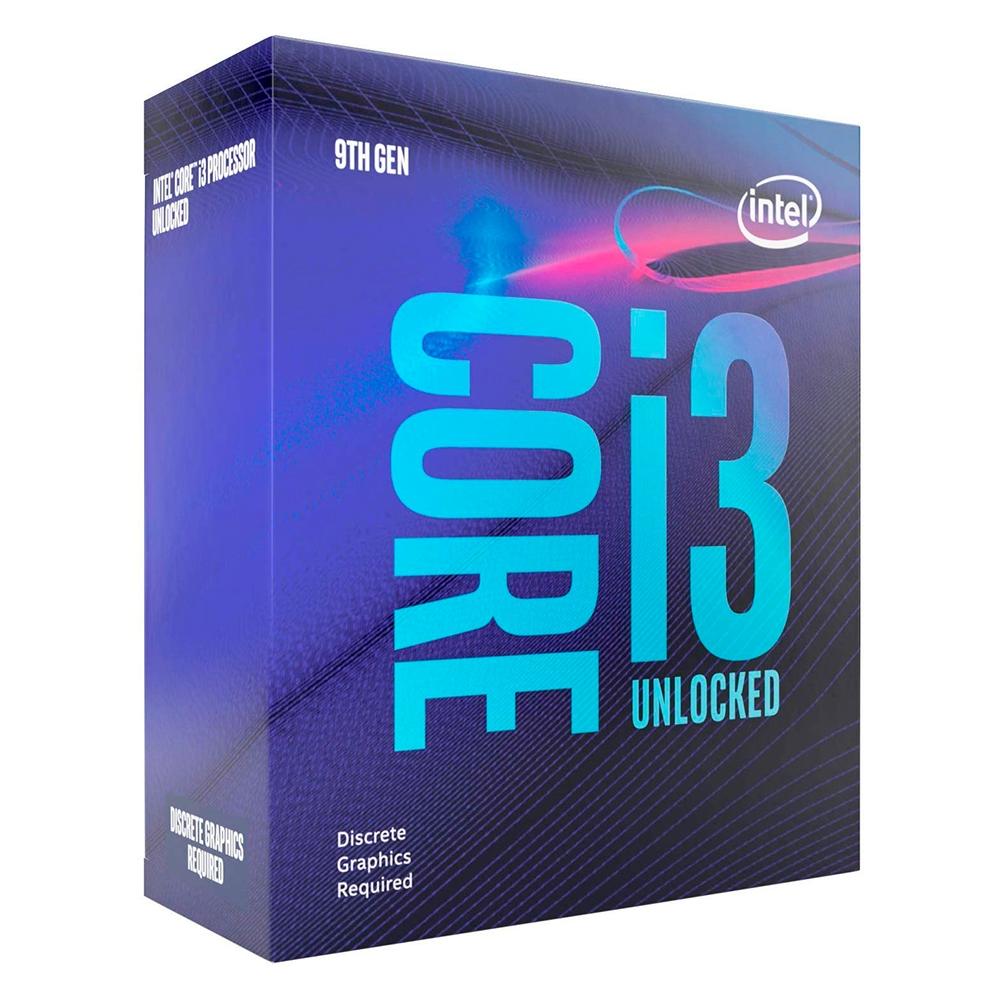 INTEL® CORE™ i3 PROCESSOR
UNLOCKED
DISCRETE GRAPHICS
REQUIRED
9TH GEN
intel®
CORE
i3
UNLOCKED
Discrete
Graphics
Required